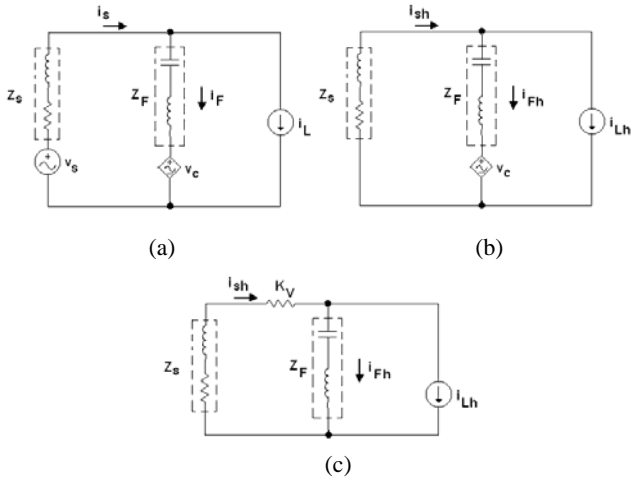 i_s
Z_s
Z_F
i_F
i_L
v_s
v_c
(a)
i_sh
Z_s
Z_F
i_Fh
i_Lh
v_c
(b)
i_sh
K_V
Z_s
Z_F
i_Fh
i_Lh
(c)